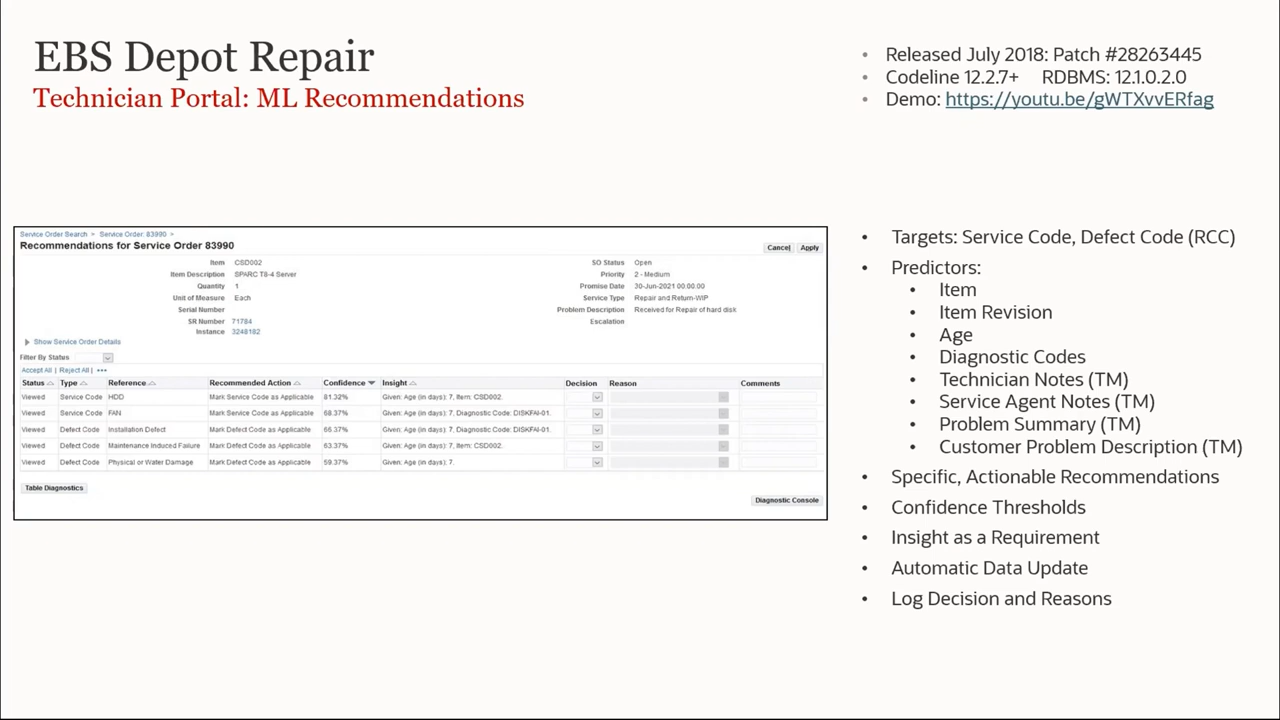 EBS Depot Repair
Technician Portal: ML Recommendations
• Released July 2018: Patch #28263445
• Codeline 12.2.7+ RDBMS: 12.1.0.2.0
• Demo: https://youtu.be/gWTXvvERfag
Service Order Search > Service Order: 83990 >
Recommendations for Service Order 83990
Cancel Apply
Item CSD002
Item Description SPARC T8-4 Server
Quantity 1
Unit of Measure Each
Serial Number
SR Number 71784
Instance 3248182
SO Status Open
Priority 2 - Medium
Promise Date 30-Jun-2021 00:00:00
Service Type Repair and Return-WIP
Problem Description Received for Repair of hard disk
Escalation
Show Service Order Details
Filter By Status
Accept All | Reject All | •••
Status Type Reference Recommended Action Confidence Insight Decision Reason Comments
Viewed Service Code HDD Mark Service Code as Applicable 81.32% Given: Age (in days): 7, Item: CSD002.
Viewed Service Code FAN Mark Service Code as Applicable 68.37% Given: Age (in days): 7, Diagnostic Code: DISKFAI-01.
Viewed Defect Code Installation Defect Mark Defect Code as Applicable 66.37% Given: Age (in days): 7, Diagnostic Code: DISKFAI-01.
Viewed Defect Code Maintenance Induced Failure Mark Defect Code as Applicable 63.37% Given: Age (in days): 7, Item: CSD002.
Viewed Defect Code Physical or Water Damage Mark Defect Code as Applicable 59.37% Given: Age (in days): 7.
Table Diagnostics
Diagnostic Console
• Targets: Service Code, Defect Code (RCC)
• Predictors:
• Item
• Item Revision
• Age
• Diagnostic Codes
• Technician Notes (TM)
• Service Agent Notes (TM)
• Problem Summary (TM)
• Customer Problem Description (TM)
• Specific, Actionable Recommendations
• Confidence Thresholds
• Insight as a Requirement
• Automatic Data Update
• Log Decision and Reasons